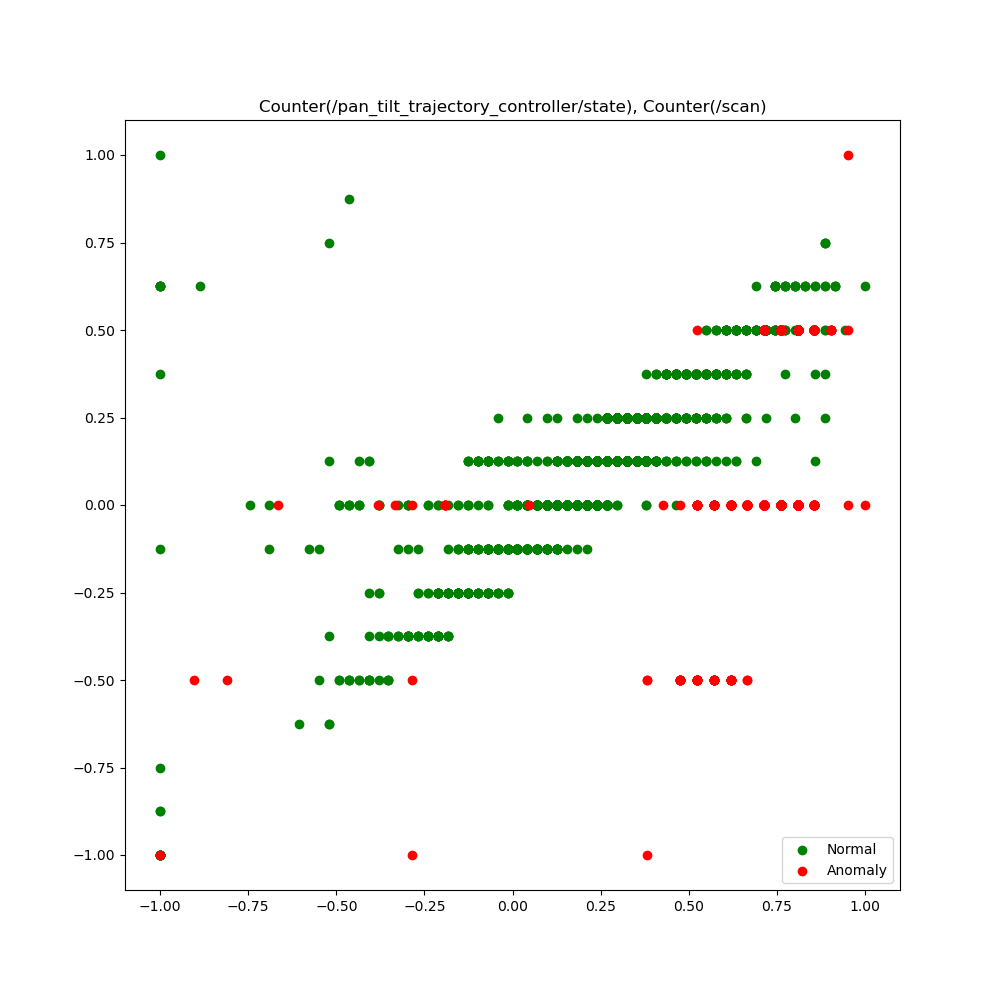 Counter(/pan_tilt_trajectory_controller/state), Counter(/scan)
1.00
0.75
0.50
0.25
0.00
−0.25
−0.50
−0.75
−1.00
Normal
Anomaly
−1.00 −0.75 −0.50 −0.25 0.00 0.25 0.50 0.75 1.00